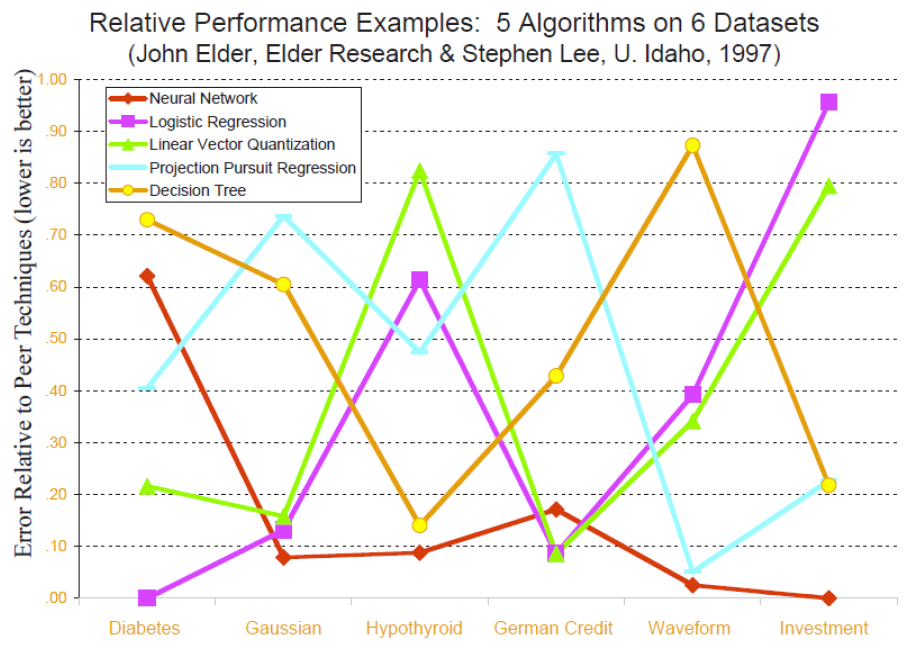 Relative Performance Examples:  5 Algorithms on 6 Datasets
(John Elder, Elder Research & Stephen Lee, U. Idaho, 1997)
Error Relative to Peer Techniques (lower is better)
1.00
.90
.80
.70
.60
.50
.40
.30
.20
.10
.00
Neural Network
Logistic Regression
Linear Vector Quantization
Projection Pursuit Regression
Decision Tree
Diabetes
Gaussian
Hypothyroid
German Credit
Waveform
Investment